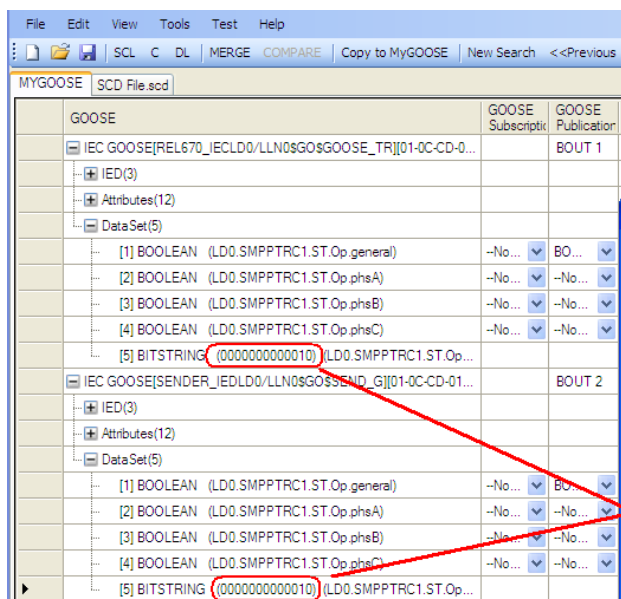 File Edit View Tools Test Help
SCL C DL MERGE COMPARE Copy to MyGOOSE New Search <<Previous
MYGOOSE SCD File.scd
GOOSE GOOSE Subscriptic GOOSE Publication
IEC GOOSE[REL670_IECLD0/LLN0$GO$GOOSE_TR][01-0C-CD-0... BOUT 1
IED(3)
Attributes(12)
DataSet(5)
[1] BOOLEAN (LD0.SMPPTRC1.ST.Op.general) --No... BO...
[2] BOOLEAN (LD0.SMPPTRC1.ST.Op.phsA) --No... --No...
[3] BOOLEAN (LD0.SMPPTRC1.ST.Op.phsB) --No... --No...
[4] BOOLEAN (LD0.SMPPTRC1.ST.Op.phsC) --No... --No...
[5] BITSTRING (0000000000010) (LD0.SMPPTRC1.ST.Op...
IEC GOOSE[SENDER_IEDLD0/LLN0$GO$SEND_G][01-0C-CD-01... BOUT 2
IED(3)
Attributes(12)
DataSet(5)
[1] BOOLEAN (LD0.SMPPTRC1.ST.Op.general) --No... BO...
[2] BOOLEAN (LD0.SMPPTRC1.ST.Op.phsA) --No... --No...
[3] BOOLEAN (LD0.SMPPTRC1.ST.Op.phsB) --No... --No...
[4] BOOLEAN (LD0.SMPPTRC1.ST.Op.phsC) --No... --No...
[5] BITSTRING (0000000000010) (LD0.SMPPTRC1.ST.Op...